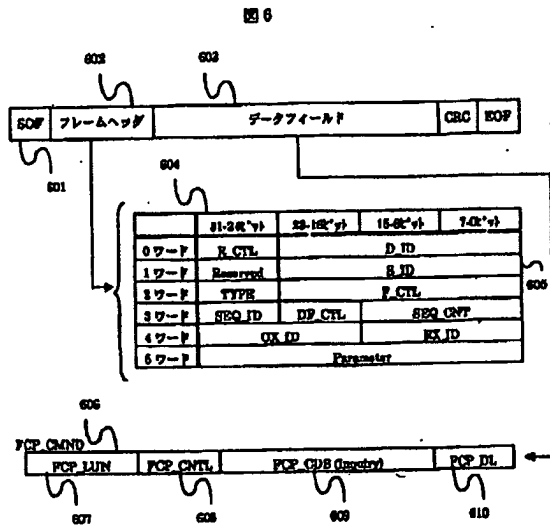 図 6
602
603
SOF フレームヘッダ データフィールド CRC EOF
601
604
31-24ビット 23-16ビット 15-8ビット 7-0ビット
0ワード R_CTL D_ID
1ワード Reserved S_ID
605
2ワード TYPE F_CTL
3ワード SEQ_ID DF_CTL SEQ_CNT
4ワード OX_ID RX_ID
5ワード Parameter
606
FCP_CMND
FCP_LUN FCP_CNTL FCP_CDB (Inquiry) FCP_DL
607 608 609 610